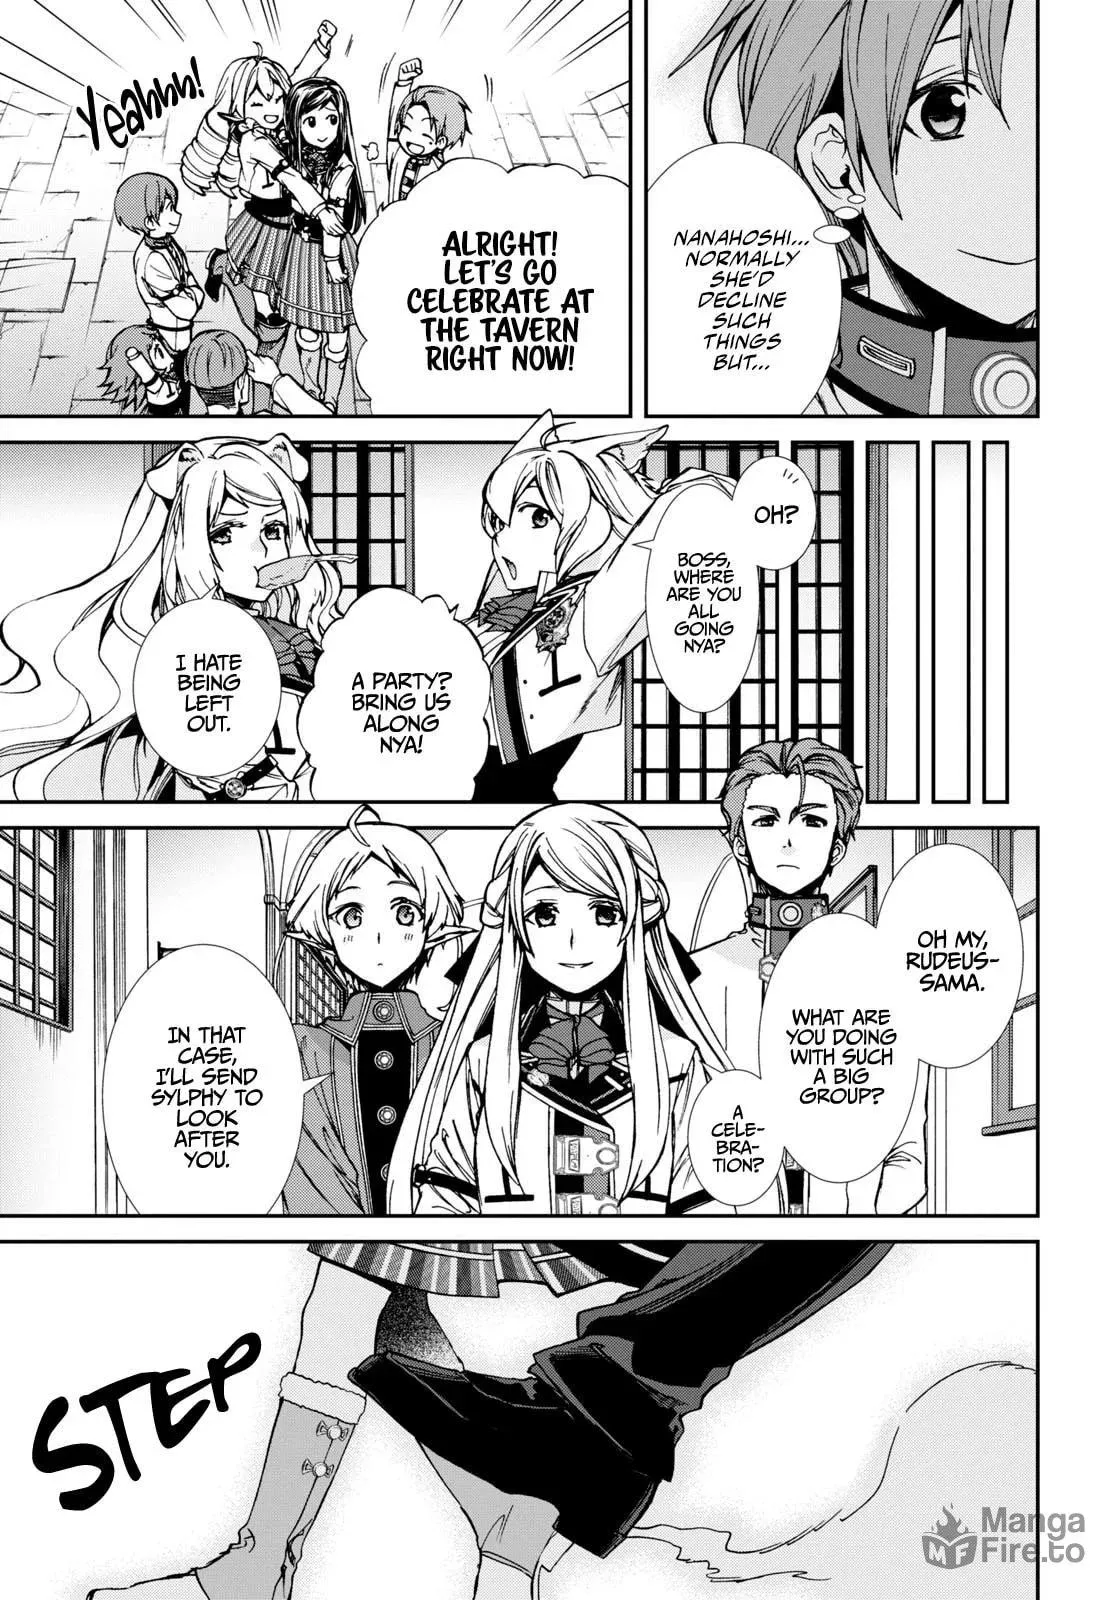 NANAHOSHI...
NORMALLY
SHE'D
DECLINE
SUCH
THINGS
BUT...
Yeahhh!
ALRIGHT!
LET'S GO
CELEBRATE AT
THE TAVERN
RIGHT NOW!
OH?
BOSS,
WHERE
ARE YOU
ALL
GOING
NYA?
A PARTY?
BRING US
ALONG
NYA!
I HATE
BEING
LEFT
OUT.
OH MY,
RUDEUS-
SAMA.
WHAT ARE
YOU DOING
WITH SUCH
A BIG
GROUP?
A
CELE-
BRATION?
IN THAT
CASE,
I'LL SEND
SYLPHY TO
LOOK
AFTER
YOU.
STEP
Manga
MF Fire.to